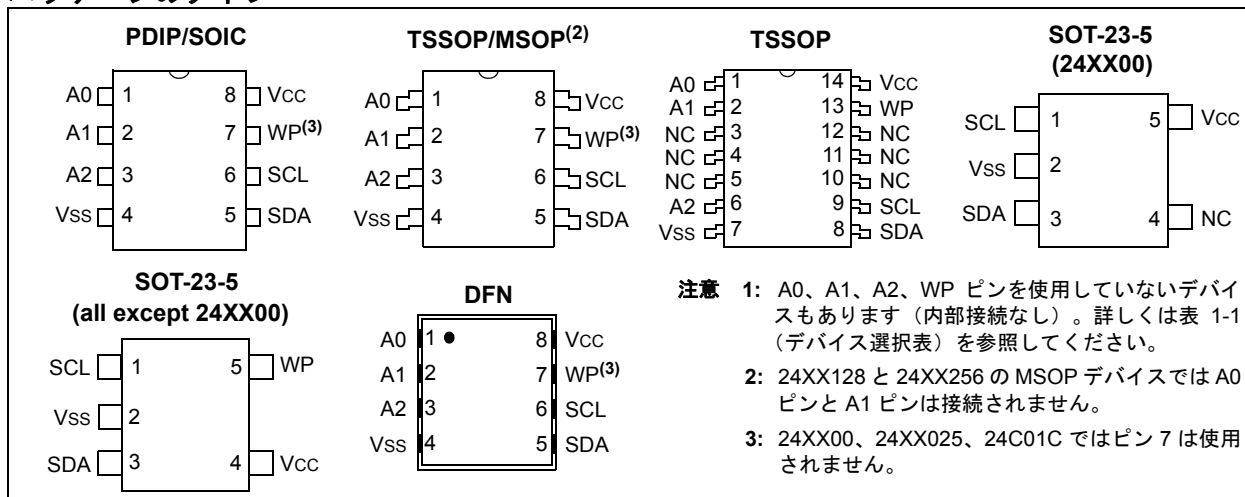 PDIP/SOIC
A0 1 8 VCC
A1 2 7 WP(3)
A2 3 6 SCL
VSS 4 5 SDA
TSSOP/MSOP(2)
A0 1 8 VCC
A1 2 7 WP(3)
A2 3 6 SCL
VSS 4 5 SDA
TSSOP
A0 1 14 VCC
A1 2 13 WP
NC 3 12 NC
NC 4 11 NC
NC 5 10 NC
A2 6 9 SCL
VSS 7 8 SDA
SOT-23-5
(24XX00)
SCL 1 5 VCC
VSS 2
SDA 3 4 NC
SOT-23-5
(all except 24XX00)
SCL 1 5 WP
VSS 2
SDA 3 4 VCC
DFN
A0 1 8 VCC
A1 2 7 WP(3)
A2 3 6 SCL
VSS 4 5 SDA
注意 1: A0、A1、A2、WP ピンを使用していないデバイ
スもあります（内部接続なし）。詳しくは表 1-1
（デバイス選択表）を参照してください。
2: 24XX128 と 24XX256 の MSOP デバイスでは A0
ピンと A1 ピンは接続されません。
3: 24XX00、24XX025、24C01C ではピン 7 は使用
されません。